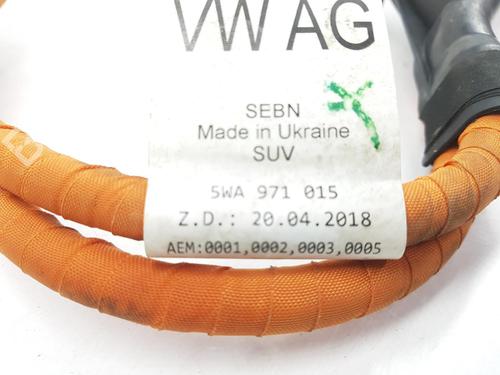 VW AG
SEBN
Made in Ukraine
SUV
5WA 971 015
Z.D.: 20.04.2018
AEM:0001,0002,0003,0005